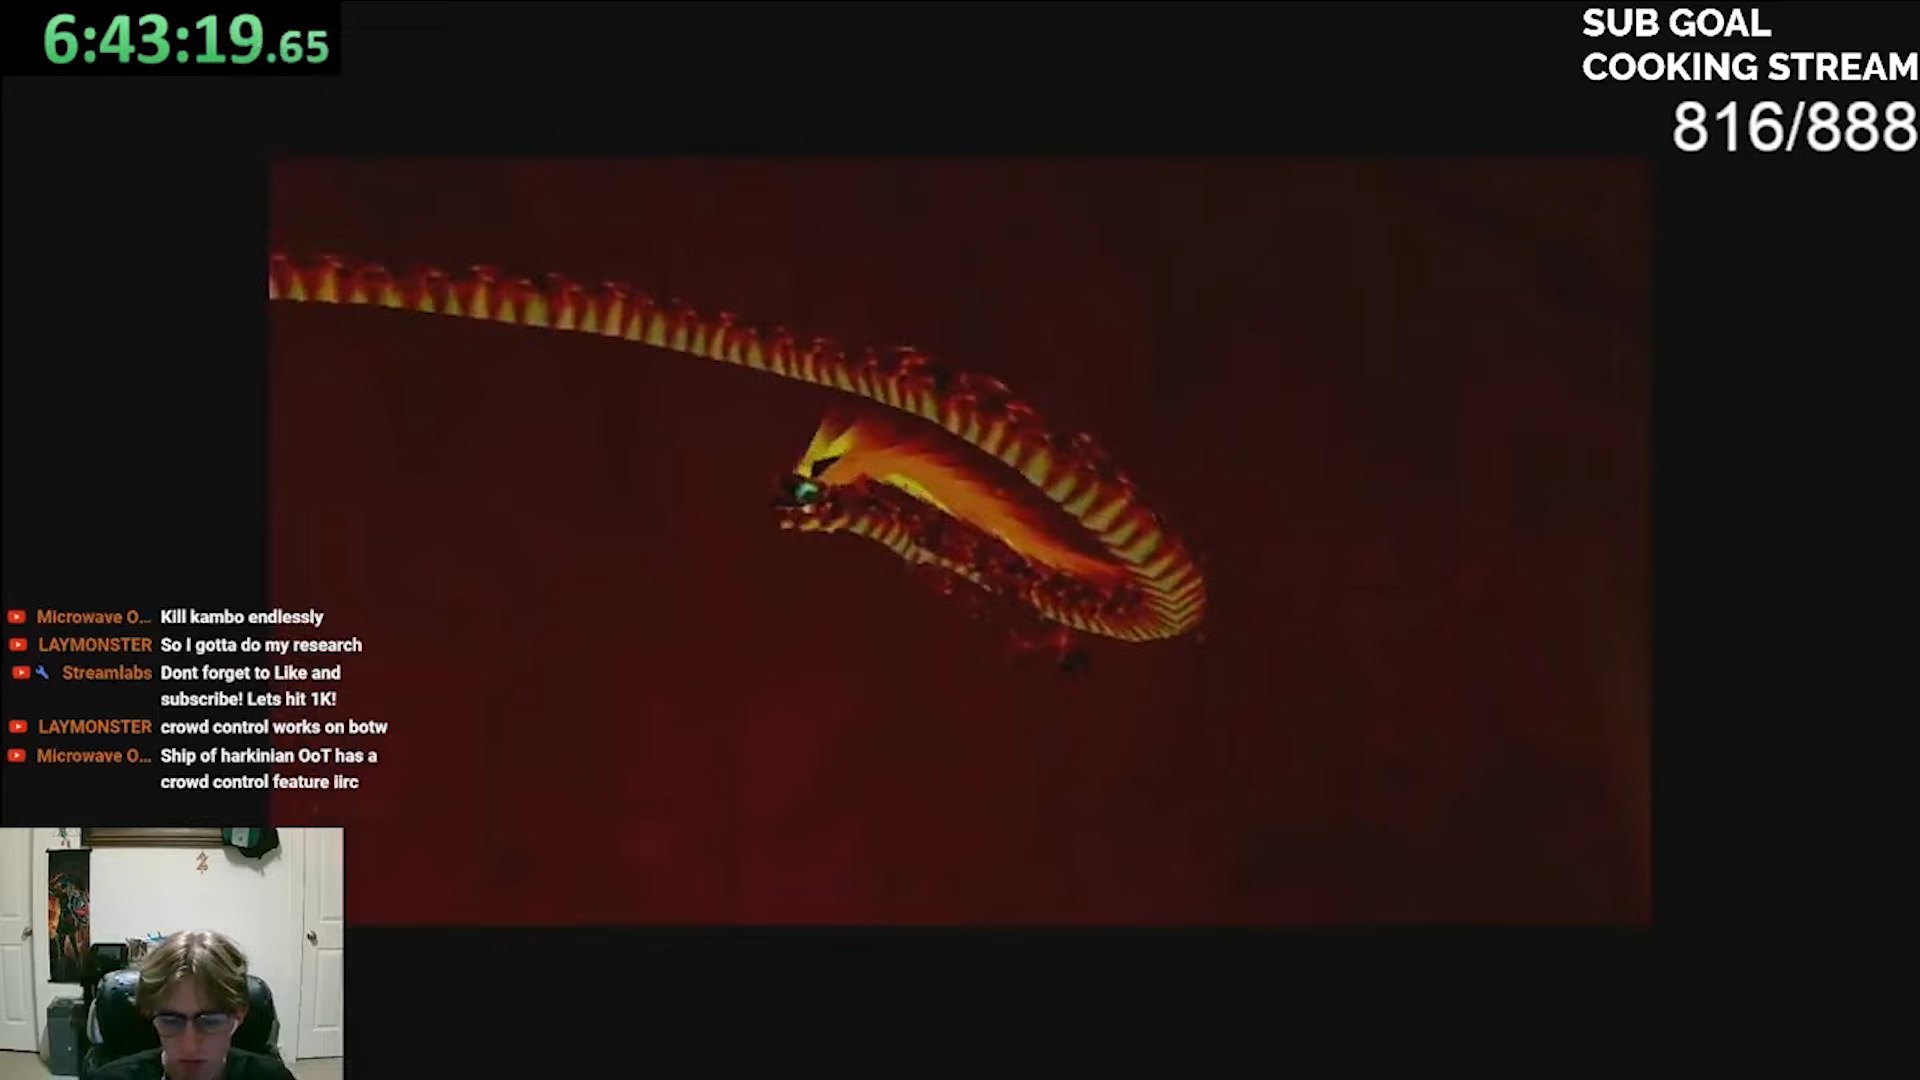 6:43:19.65
SUB GOAL
COOKING STREAM
816/888
Microwave O... Kill kambo endlessly
LAYMONSTER So I gotta do my research
Streamlabs Dont forget to Like and
subscribe! Lets hit 1K!
LAYMONSTER crowd control works on botw
Microwave O... Ship of harkinian OoT has a
crowd control feature iirc